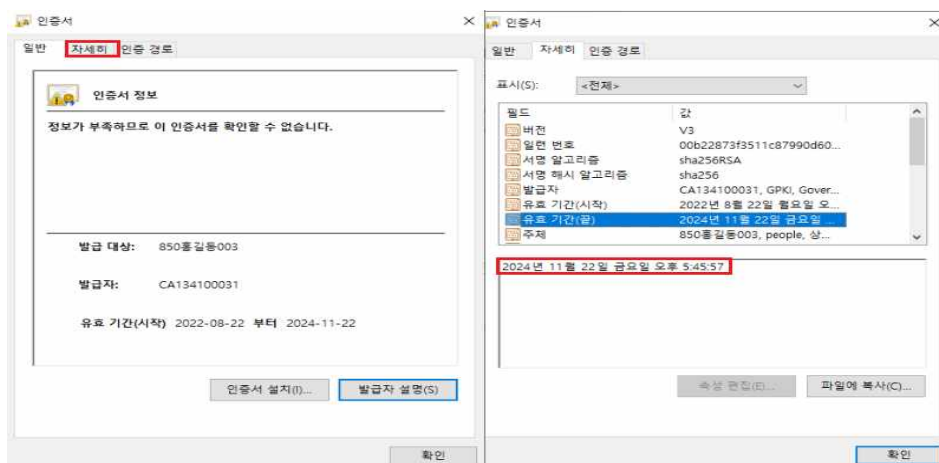 인증서
일반 자세히 인증 경로
인증서 정보
정보가 부족하므로 이 인증서를 확인할 수 없습니다.
발급 대상: 850홍길동003
발급자: CA134100031
유효 기간(시작) 2022-08-22 부터 2024-11-22
인증서 설치(I)... 발급자 설명(S)
확인
인증서
일반 자세히 인증 경로
표시(S): <전체>
필드 값
버전 V3
일련 번호 00b22873f3511c87990d60...
서명 알고리즘 sha256RSA
서명 해시 알고리즘 sha256
발급자 CA134100031, GPKI, Gover...
유효 기간(시작) 2022년 8월 22일 월요일 오...
유효 기간(끝) 2024년 11월 22일 금요일 ...
주체 850홍길동003, people, 상...
2024년 11월 22일 금요일 오후 5:45:57
속성 편집(E)... 파일에 복사(C)...
확인